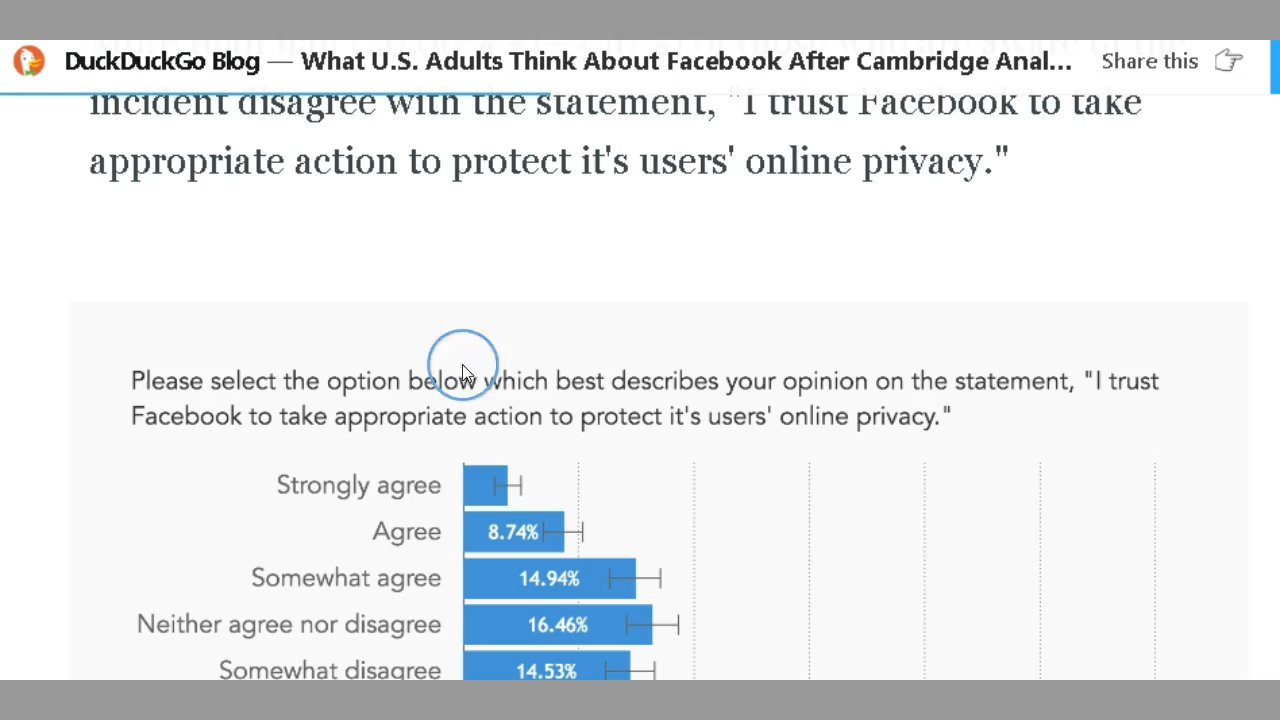 DuckDuckGo Blog — What U.S. Adults Think About Facebook After Cambridge Anal... Share this
incident disagree with the statement, "I trust Facebook to take
appropriate action to protect it's users' online privacy."
Please select the option below which best describes your opinion on the statement, "I trust
Facebook to take appropriate action to protect it's users' online privacy."
Strongly agree
Agree 8.74%
Somewhat agree 14.94%
Neither agree nor disagree 16.46%
Somewhat disagree 14.53%